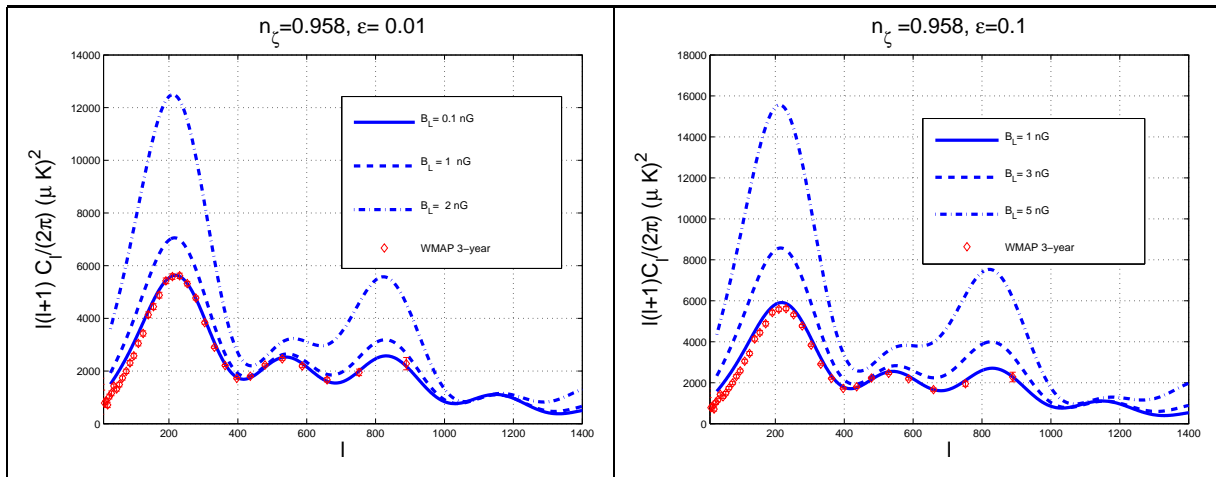 n_ζ=0.958, ε= 0.01
14000
12000
10000
8000
6000
4000
2000
0
200
400
600
800
1000
1200
1400
l
l(l+1) C_l/(2π) (μ K)^2
B_L= 0.1 nG
B_L= 1 nG
B_L= 2 nG
WMAP 3−year
n_ζ=0.958, ε=0.1
18000
16000
14000
12000
10000
8000
6000
4000
2000
0
200
400
600
800
1000
1200
1400
l
l(l+1)C_l/(2π) (μ K)^2
B_L= 1 nG
B_L= 3 nG
B_L= 5 nG
WMAP 3−year